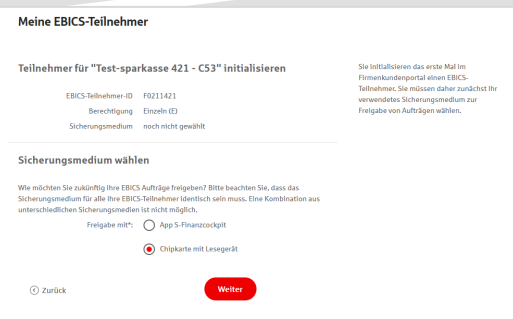 Meine EBICS-Teilnehmer
Teilnehmer für "Test-sparkasse 421 - C53" initialisieren
EBICS-Teilnehmer-ID F0211421
Berechtigung Einzeln (E)
Sicherungsmedium noch nicht gewählt
Sie initialisieren das erste Mal im
Firmenkundenportal einen EBICS-
Teilnehmer. Sie müssen daher zunächst Ihr
verwendetes Sicherungsmedium zur
Freigabe von Aufträgen wählen.
Sicherungsmedium wählen
Wie möchten Sie zukünftig Ihre EBICS Aufträge freigeben? Bitte beachten Sie, dass das
Sicherungsmedium für alle Ihre EBICS-Teilnehmer identisch sein muss. Eine Kombination aus
unterschiedlichen Sicherungsmedien ist nicht möglich.
Freigabe mit*: App S-Finanzcockpit
Chipkarte mit Lesegerät
Zurück Weiter